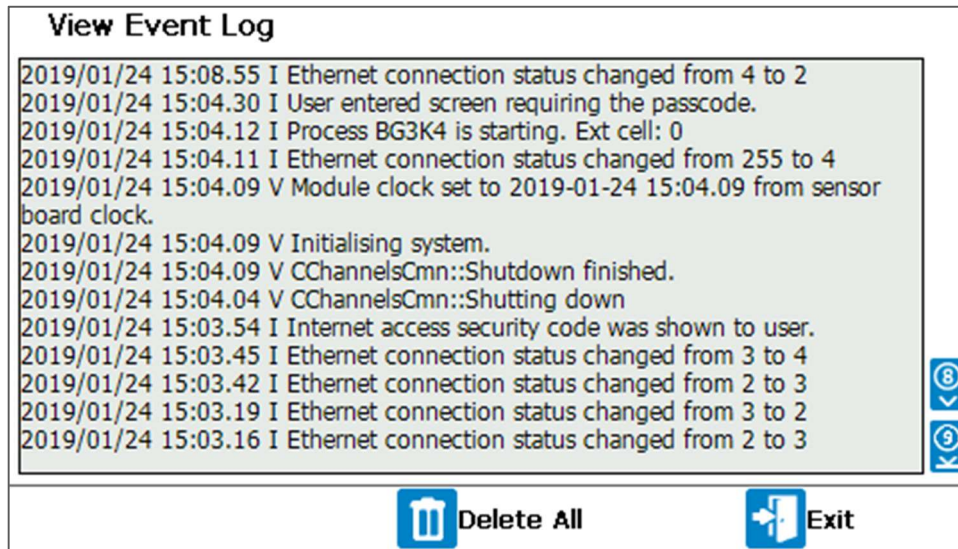 View Event Log
2019/01/24 15:08.55 I Ethernet connection status changed from 4 to 2
2019/01/24 15:04.30 I User entered screen requiring the passcode.
2019/01/24 15:04.12 I Process BG3K4 is starting. Ext cell: 0
2019/01/24 15:04.11 I Ethernet connection status changed from 255 to 4
2019/01/24 15:04.09 V Module clock set to 2019-01-24 15:04.09 from sensor
board clock.
2019/01/24 15:04.09 V Initialising system.
2019/01/24 15:04.09 V CChannelsCmn::Shutdown finished.
2019/01/24 15:04.04 V CChannelsCmn::Shutting down
2019/01/24 15:03.54 I Internet access security code was shown to user.
2019/01/24 15:03.45 I Ethernet connection status changed from 3 to 4
2019/01/24 15:03.42 I Ethernet connection status changed from 2 to 3
2019/01/24 15:03.19 I Ethernet connection status changed from 3 to 2
2019/01/24 15:03.16 I Ethernet connection status changed from 2 to 3
8
9
Delete All
Exit